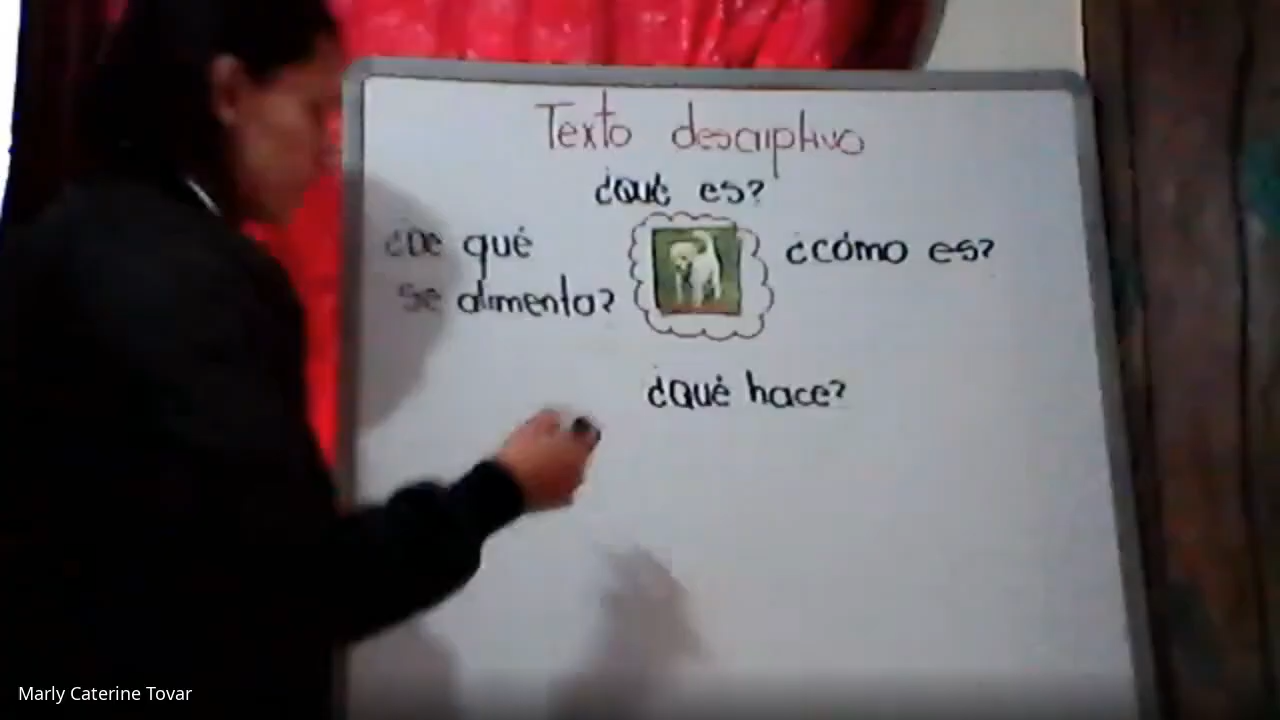 Texto descriptivo
¿Qué es?
¿De qué
se alimenta?
¿cómo es?
¿Qué hace?
Marly Caterine Tovar